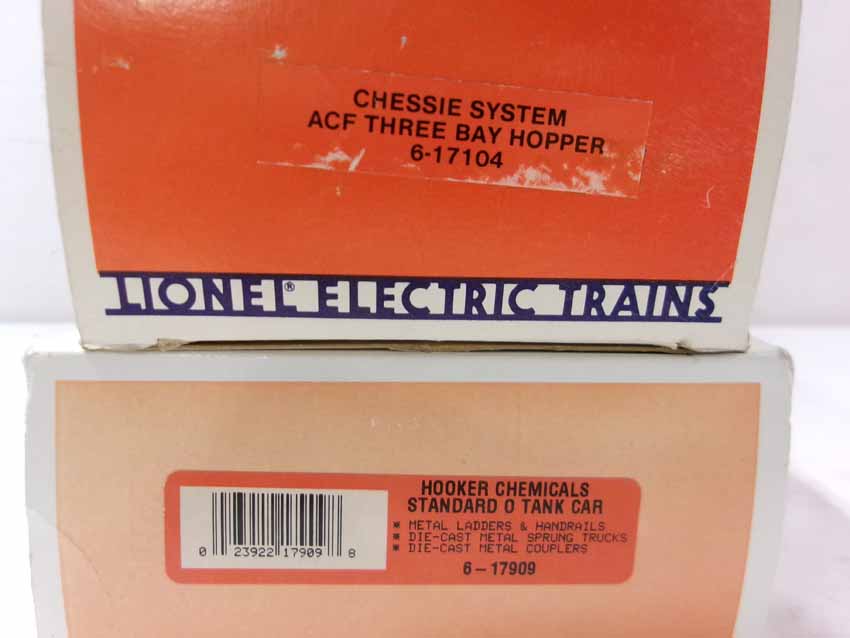 CHESSIE SYSTEM
ACF THREE BAY HOPPER
6-17104
LIONEL® ELECTRIC TRAINS
HOOKER CHEMICALS
STANDARD O TANK CAR
* METAL LADDERS & HANDRAILS
* DIE-CAST METAL SPRUNG TRUCKS
* DIE-CAST METAL COUPLERS
6-17909
0 23922 17909 8